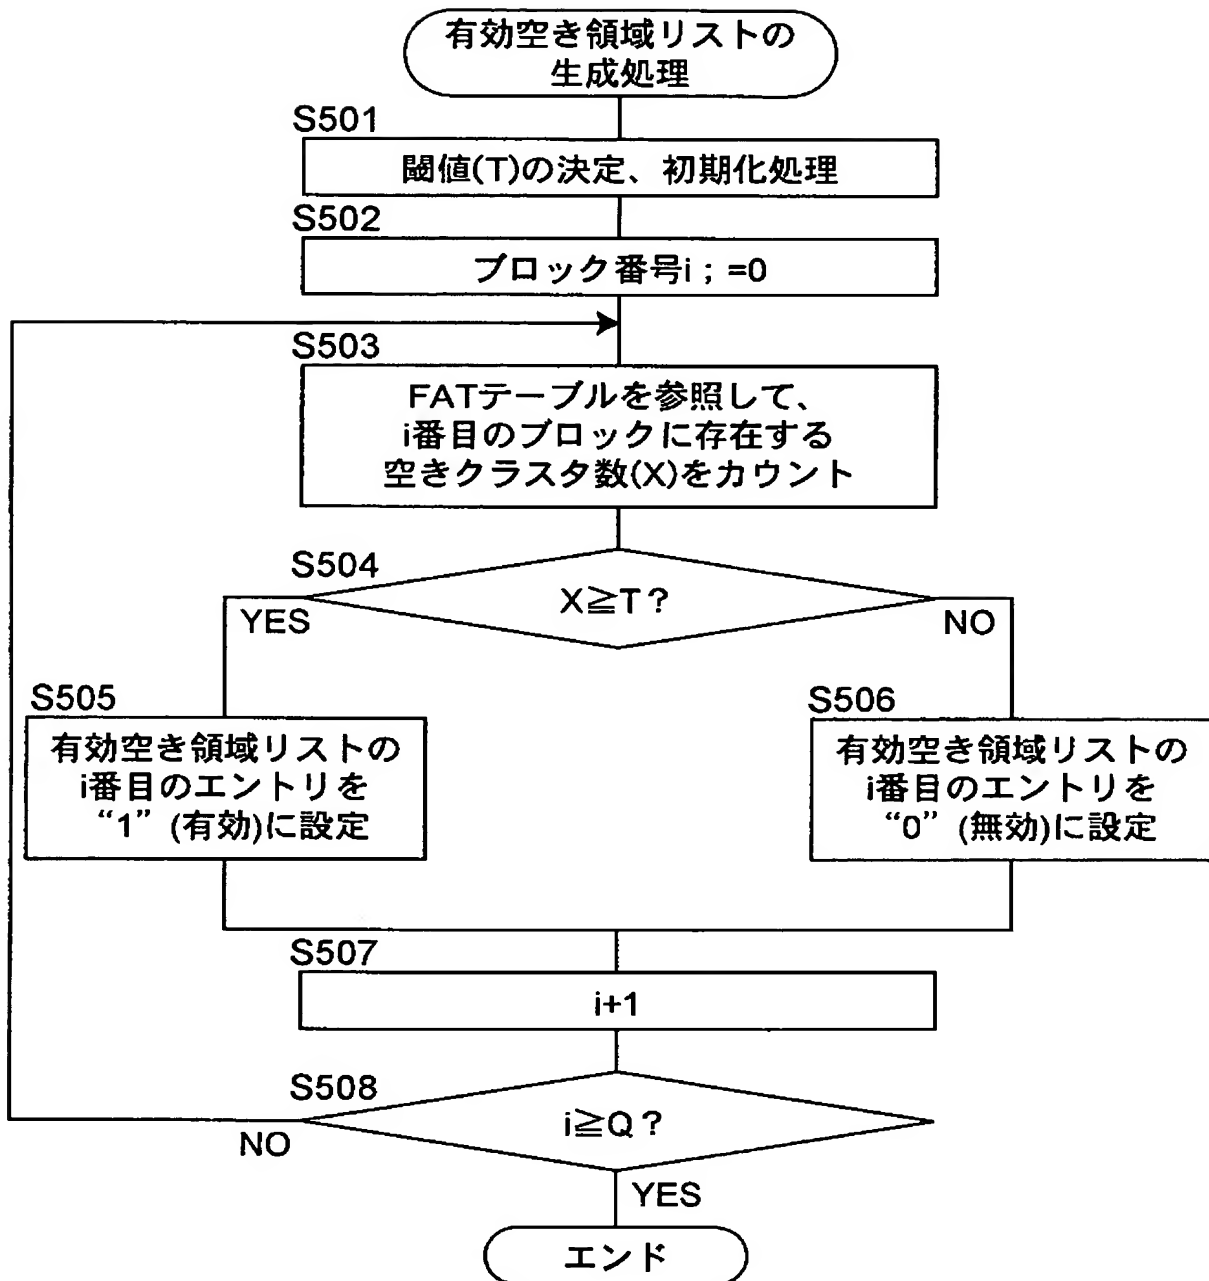 有効空き領域リストの
生成処理
S501
閾値(T)の決定、初期化処理
S502
ブロック番号i ; =0
S503
FATテーブルを参照して、
i番目のブロックに存在する
空きクラスタ数(X)をカウント
S504
X≧T ?
YES
NO
S505
有効空き領域リストの
i番目のエントリを
“1” (有効)に設定
S506
有効空き領域リストの
i番目のエントリを
“0” (無効)に設定
S507
i+1
S508
i≧Q ?
NO
YES
エンド